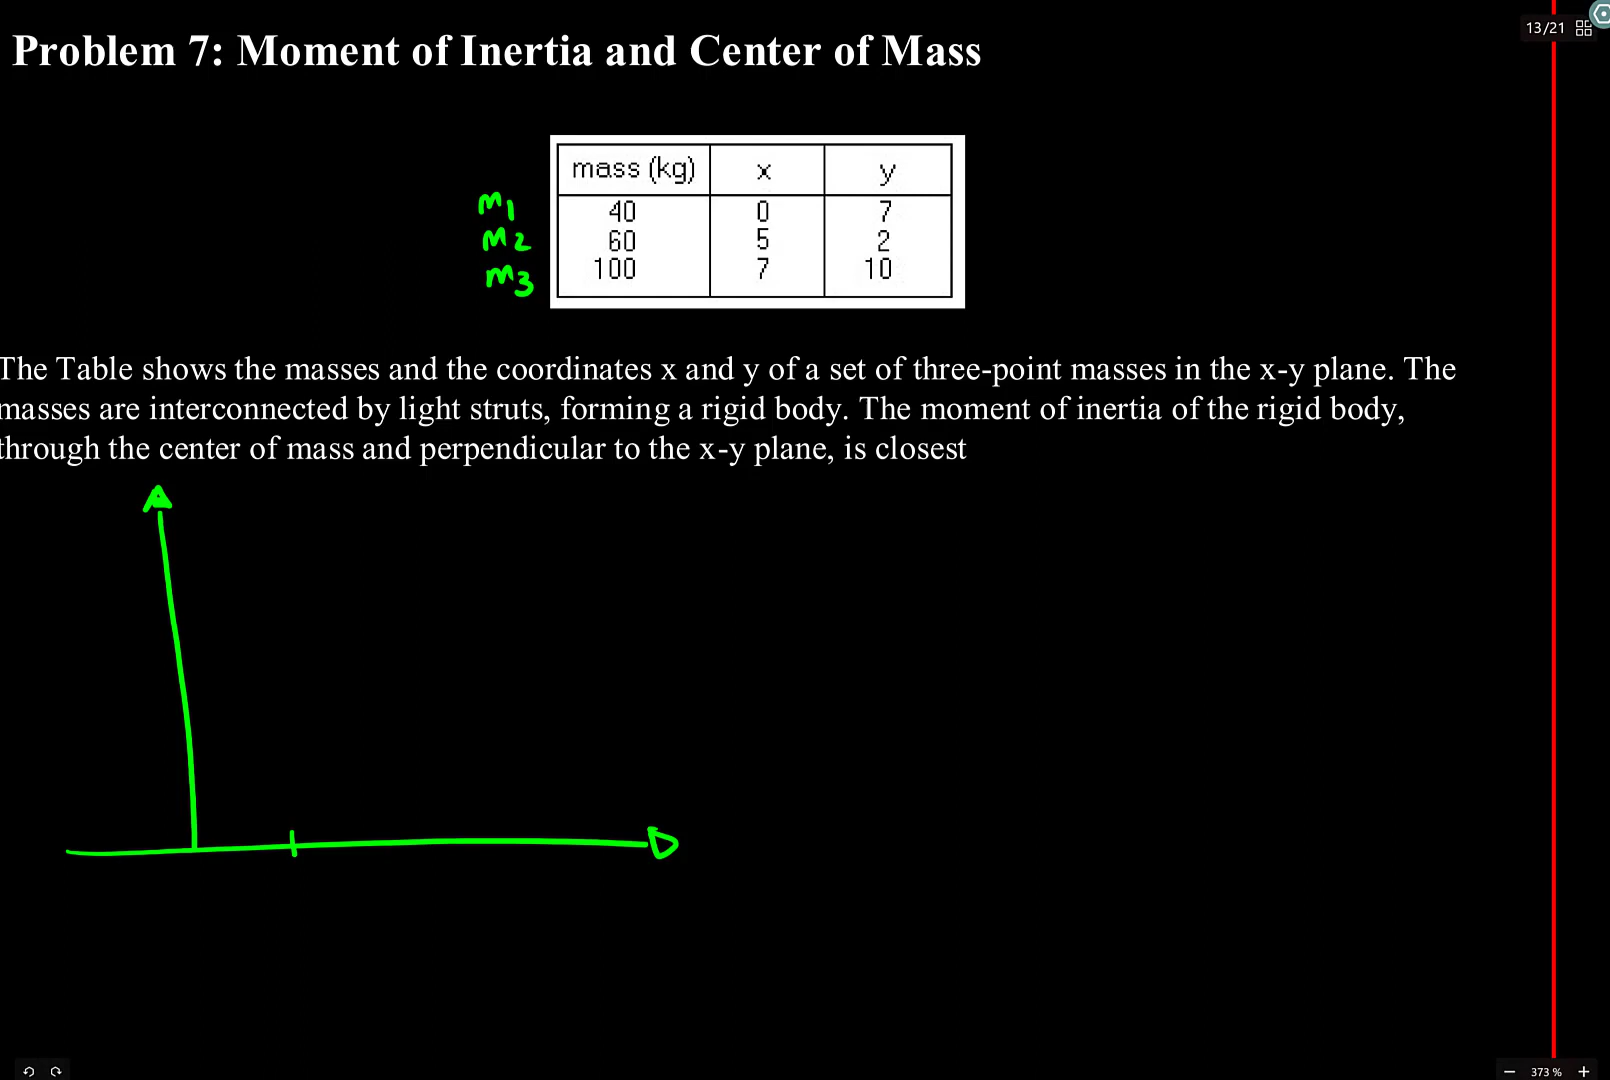 13/21
Problem 7: Moment of Inertia and Center of Mass
mass (kg) x y
m1 40 0 7
m2 60 5 2
m3 100 7 10
The Table shows the masses and the coordinates x and y of a set of three-point masses in the x-y plane. The
masses are interconnected by light struts, forming a rigid body. The moment of inertia of the rigid body,
through the center of mass and perpendicular to the x-y plane, is closest
373 %